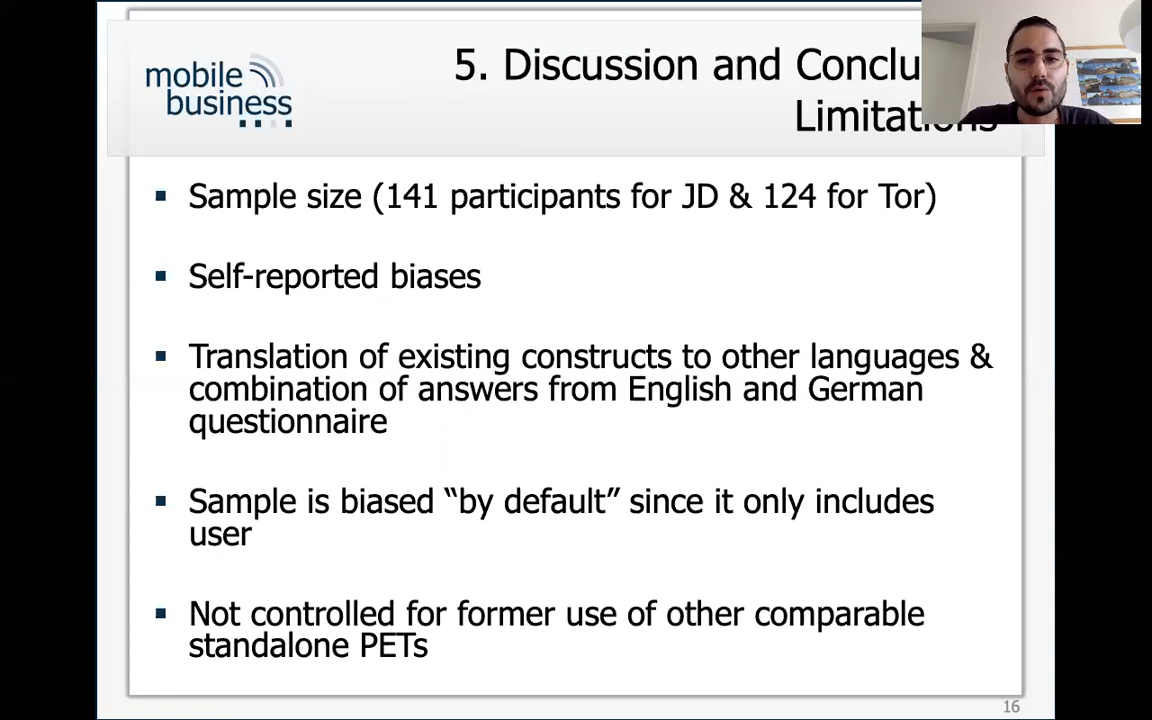 mobile
business
5. Discussion and Conclu
Limitations
▪ Sample size (141 participants for JD & 124 for Tor)
▪ Self-reported biases
▪ Translation of existing constructs to other languages &
combination of answers from English and German
questionnaire
▪ Sample is biased “by default” since it only includes
user
▪ Not controlled for former use of other comparable
standalone PETs
16